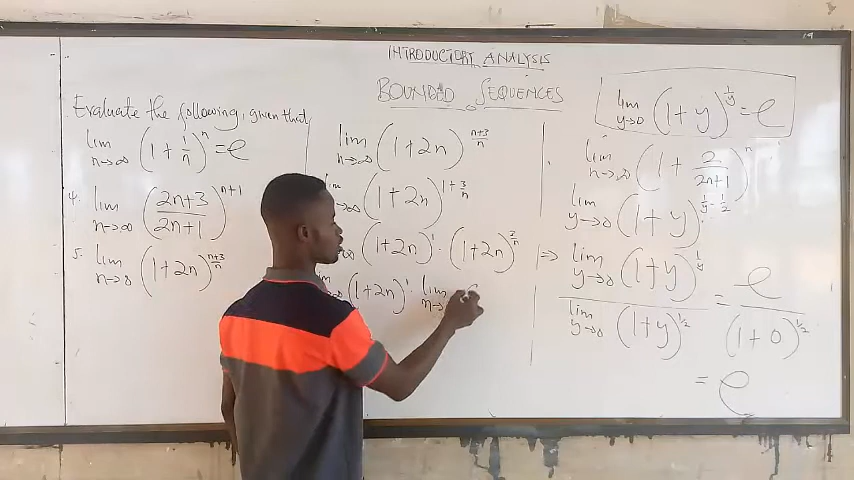 INTRODUCTORY ANALYSIS
BOUNDED SEQUENCES
Evaluate the following, given that
lim n→∞ (1 + 1/n)^n = e
4. lim n→∞ ((2n+3)/(2n+1))^(n+1)
5. lim n→0 (1+2n)^((n+3)/n)
lim n→∞ (1+2n)^((n+3)/n)
(1+2n)^(1+3/n)
(1+2n)^1 · (1+2n)^(3/n)
(1+2n)^1 · lim
lim y→0 (1+y)^(1/y) = e
lim n→∞ (1 + 2/(2n+1))^n
lim y→0 (1+y)^(1/y - 1/2)
⇒ lim y→0 (1+y)^(1/y)
lim y→0 (1+y)^(1/2)
= e / (1+0)^(1/2)
= e